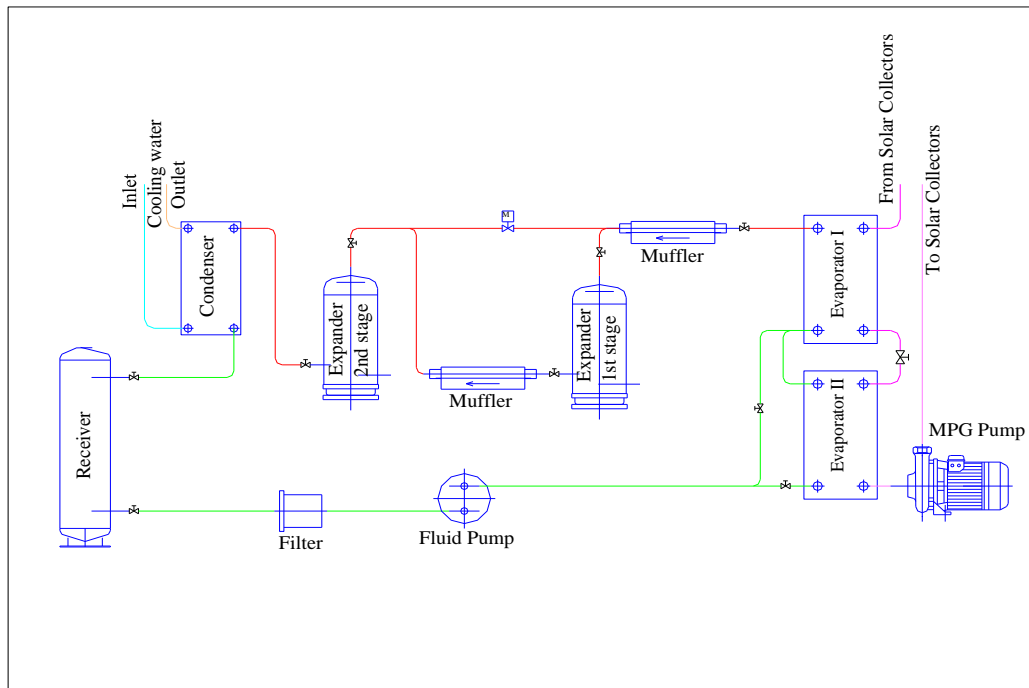 Inlet
Cooling water
Outlet
Condenser
Receiver
Filter
Expander
2nd stage
M
Muffler
Expander
1st stage
Muffler
Fluid Pump
From Solar Collectors
To Solar Collectors
Evaporator I
Evaporator II
MPG Pump